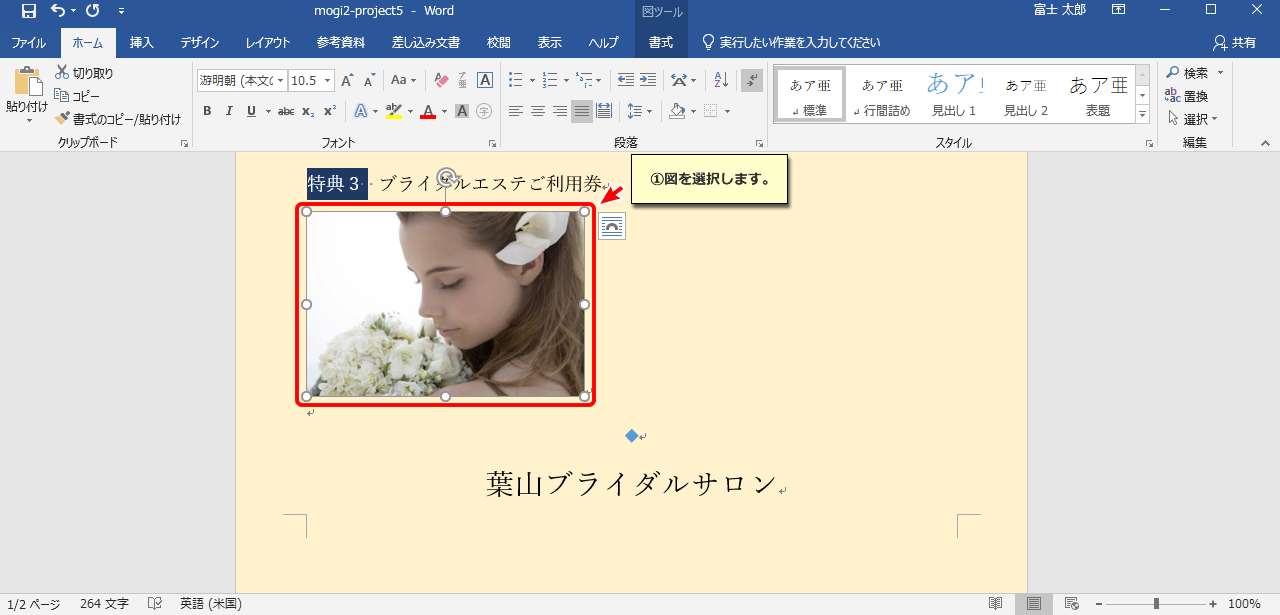 mogi2-project5 - Word
図ツール
富士 太郎
ファイル ホーム 挿入 デザイン レイアウト 参考資料 差し込み文書 校閲 表示 ヘルプ 書式 実行したい作業を入力してください 共有
貼り付け
切り取り
コピー
書式のコピー/貼り付け
クリップボード
游明朝 (本文の 10.5
A A Aa A 亜 A
B I U abc x₂ x² A ab A A 字
フォント
段落
あア亜 標準
あア亜 行間詰め
あア 見出し 1
あア亜 見出し 2
あア亜 表題
スタイル
検索
置換
選択
編集
特典 3 ブライダルエステご利用券
①図を選択します。
葉山ブライダルサロン
1/2 ページ 264 文字 英語 (米国) 100%